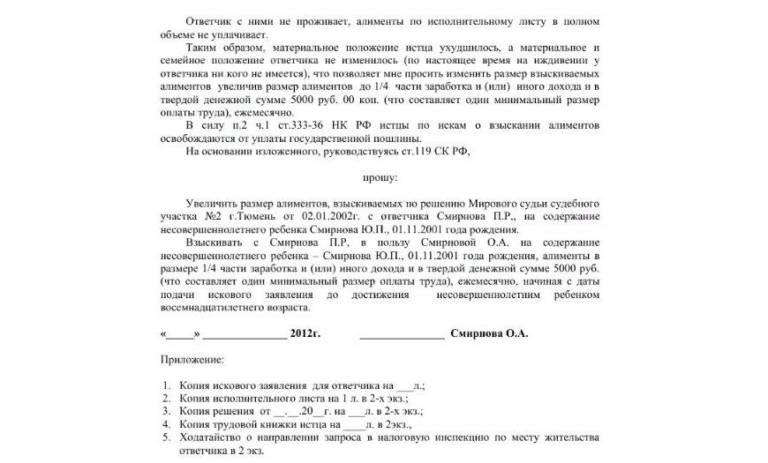 Ответчик с ними не проживает, алименты по исполнительному листу в полном
объеме не уплачивает.
Таким образом, материальное положение истца ухудшилось, а материальное и
семейное положение ответчика не изменилось (по настоящее время на иждивении у
ответчика ни кого не имеется), что позволяет мне просить изменить размер взыскиваемых
алиментов увеличив размер алиментов до 1/4 части заработка и (или) иного дохода и в
твердой денежной сумме 5000 руб. 00 коп. (что составляет один минимальный размер
оплаты труда), ежемесячно.
В силу п.2 ч.1 ст.333-36 НК РФ истцы по искам о взыскании алиментов
освобождаются от уплаты государственной пошлины.
На основании изложенного, руководствуясь ст.119 СК РФ,
прошу:
Увеличить размер алиментов, взыскиваемых по решению Мирового судьи судебного
участка №2 г.Тюмень от 02.01.2002г. с ответчика Смирнова П.Р,, на содержание
несовершеннолетнего ребенка Смирнова Ю.П., 01.11.2001 года рождения.
Взыскивать с Смирнова П.Р, в пользу Смирновой О.А. на содержание
несовершеннолетнего ребенка – Смирнова Ю.П., 01.11.2001 года рождения, алименты в
размере 1/4 части заработка и (или) иного дохода и в твердой денежной сумме 5000 руб.
(что составляет один минимальный размер оплаты труда), ежемесячно, начиная с даты
подачи искового заявления до достижения несовершеннолетним ребенком
восемнадцатилетнего возраста.
«_____» _______________ 2012г. _______________ Смирнова О.А.
Приложение:
1. Копия искового заявления для ответчика на ___л.;
2. Копия исполнительного листа на 1 л. в 2-х экз.;
3. Копия решения от __.__.20__г. на ___л. в 2-х экз.;
4. Копия трудовой книжки истца на ____л. в 2экз.,
5. Ходатайство о направлении запроса в налоговую инспекцию по месту жительства
ответчика в 2 экз.